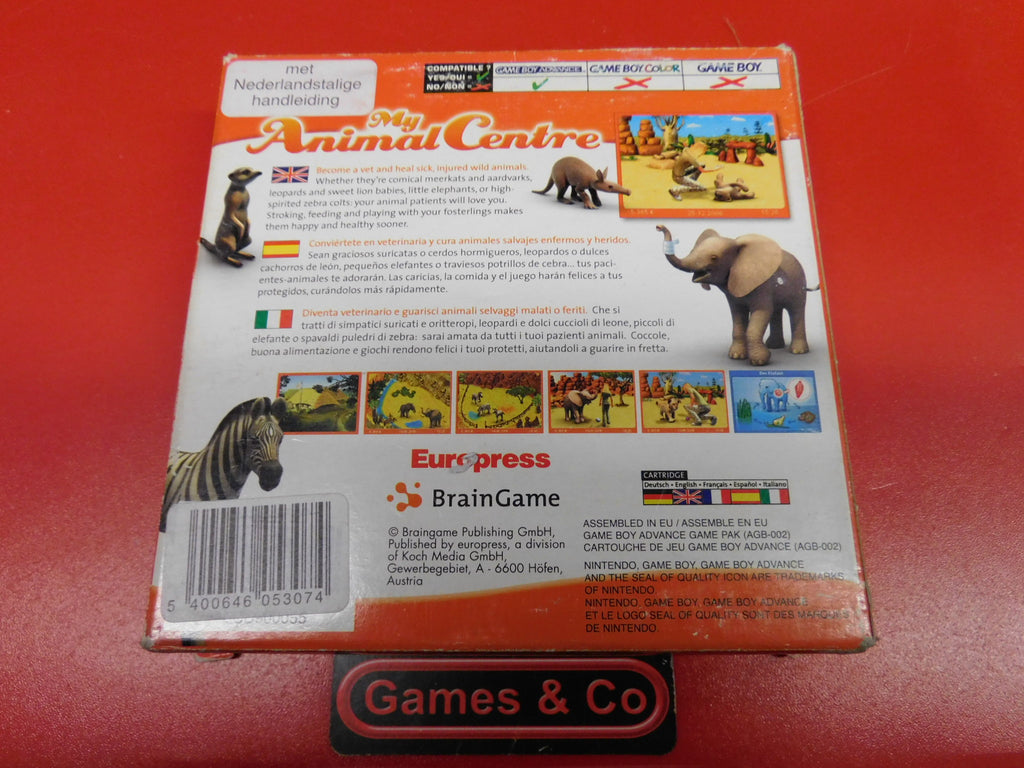 met
Nederlandstalige
handleiding
COMPATIBLE ?
YES/OUI =
NO/NON =
GAME BOY ADVANCE
GAME BOY COLOR
GAME BOY
My
Animal Centre
Become a vet and heal sick, injured wild animals.
Whether they're comical meerkats and aardvarks,
leopards and sweet lion babies, little elephants, or high-
spirited zebra colts: your animal patients will love you.
Stroking, feeding and playing with your fosterlings makes
them happy and healthy sooner.
Conviértete en veterinaria y cura animales salvajes enfermos y heridos.
Sean graciosos suricatas o cerdos hormigueros, leopardos o dulces
cachorros de león, pequeños elefantes o traviesos potrillos de cebra... tus paci-
entes-animales te adorarán. Las caricias, la comida y el juego harán felices a tus
protegidos, curándolos más rápidamente.
Diventa veterinario e guarisci animali selvaggi malati o feriti. Che si
tratti di simpatici suricati e oritteropi, leopardi e dolci cuccioli di leone, piccoli di
elefante o spavaldi puledri di zebra: sarai amata da tutti i tuoi pazienti animali. Coccole,
buona alimentazione e giochi rendono felici i tuoi protetti, aiutandoli a guarire in fretta.
Europress
BrainGame
CARTRIDGE
Deutsch • English • Français • Español • Italiano
© Braingame Publishing GmbH,
Published by europress, a division
of Koch Media GmbH,
Gewerbegebiet, A - 6600 Höfen,
Austria
ASSEMBLED IN EU / ASSEMBLE EN EU
GAME BOY ADVANCE GAME PAK (AGB-002)
CARTOUCHE DE JEU GAME BOY ADVANCE (AGB-002)
NINTENDO, GAME BOY, GAME BOY ADVANCE
AND THE SEAL OF QUALITY ICON ARE TRADEMARKS
OF NINTENDO.
NINTENDO, GAME BOY, GAME BOY ADVANCE
ET LE LOGO SEAL OF QUALITY SONT DES MARQUES
DE NINTENDO.
5 400646 053074
Games & Co